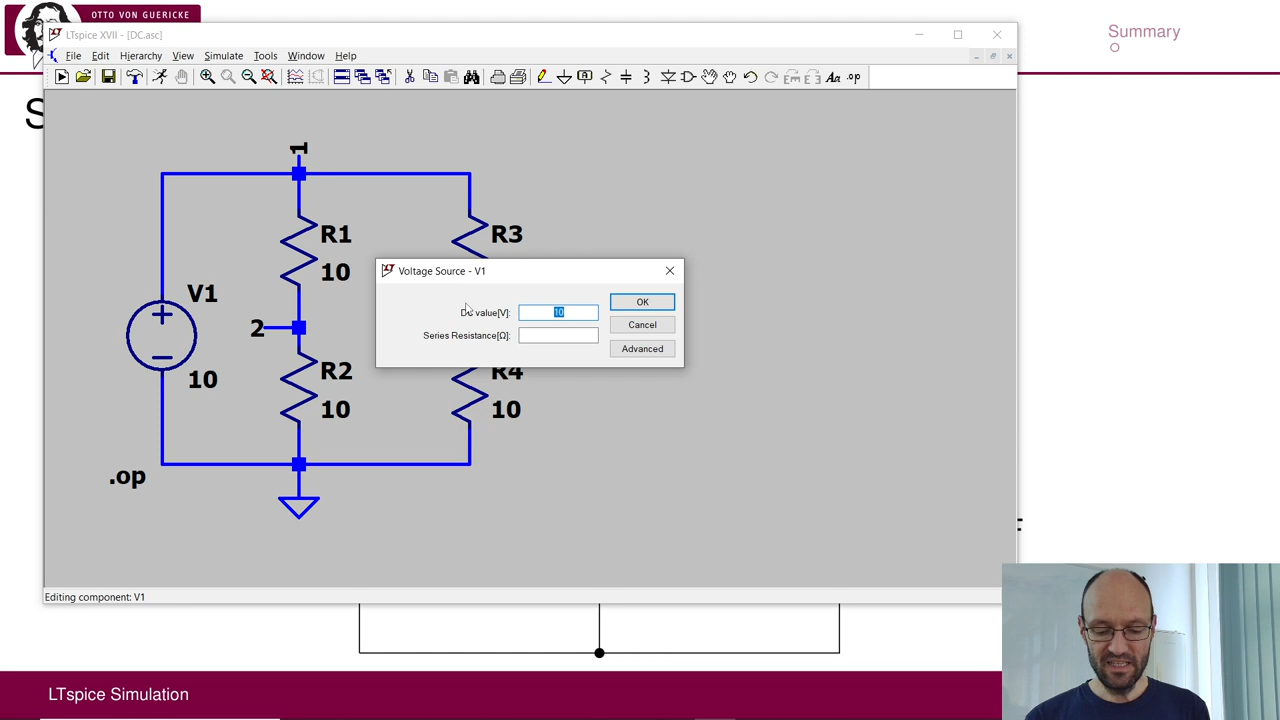 OTTO VON GUERICKE
Summary
LTspice XVII - [DC.asc]
File Edit Hierarchy View Simulate Tools Window Help
Aa .op
S
1
R1
10
R3
V1
10
2
R2
10
R4
10
.op
Voltage Source - V1
DC value[V]: 10
Series Resistance[Ω]:
OK
Cancel
Advanced
Editing component: V1
LTspice Simulation